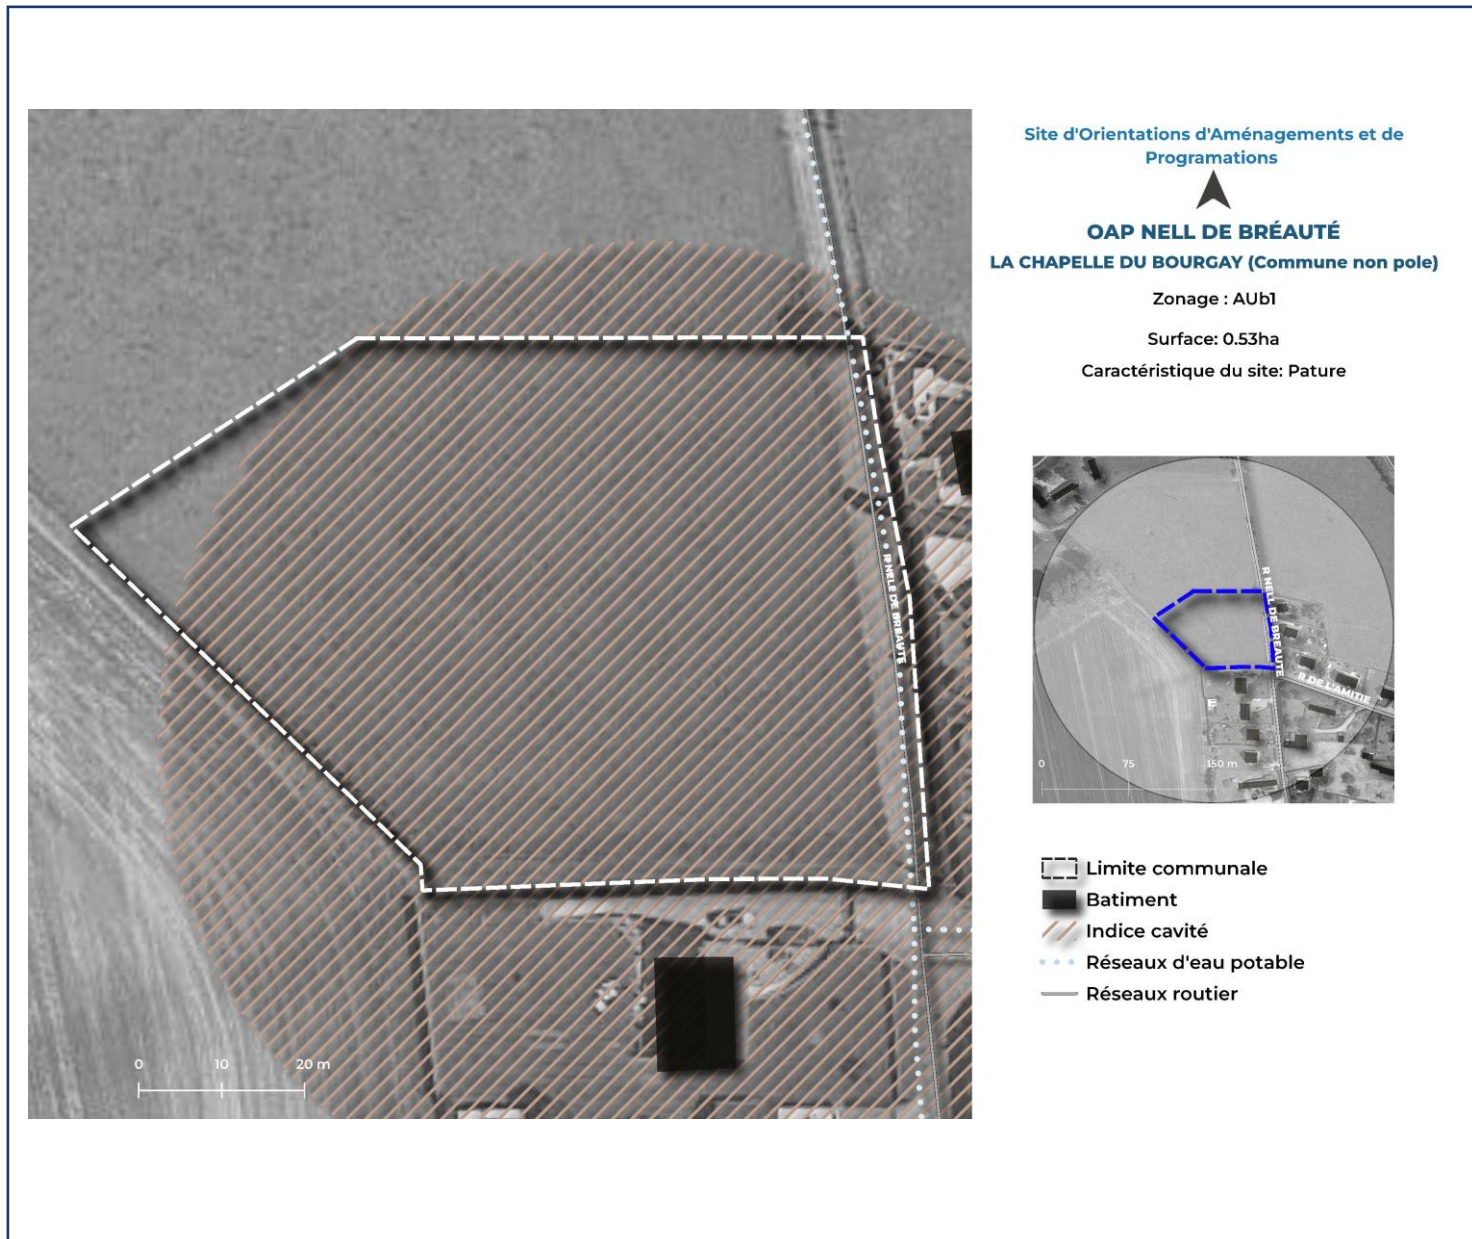 Site d'Orientations d'Aménagements et de
Programations
OAP NELL DE BRÉAUTÉ
LA CHAPELLE DU BOURGAY (Commune non pole)
Zonage : AUb1
Surface: 0.53ha
Caractéristique du site: Pature
R NELL DE BREAUTE
0 10 20 m
R NELL DE BREAUTE
R DE L'AMITIE
0 75 150 m
Limite communale
Batiment
Indice cavité
Réseaux d'eau potable
Réseaux routier